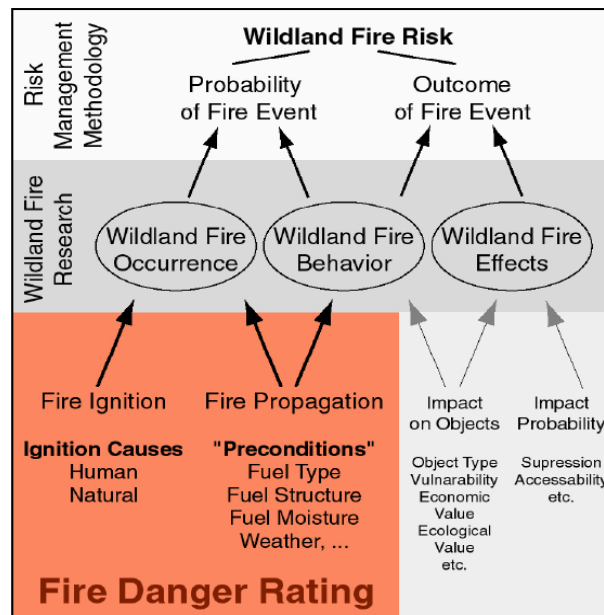 Wildland Fire Risk
Risk
Management
Methodology
Probability
of Fire Event
Outcome
of Fire Event
Wildland Fire
Research
Wildland Fire
Occurrence
Wildland Fire
Behavior
Wildland Fire
Effects
Fire Ignition
Ignition Causes
Human
Natural
Fire Propagation
"Preconditions"
Fuel Type
Fuel Structure
Fuel Moisture
Weather, ...
Impact
on Objects
Object Type
Vulnarability
Economic
Value
Ecological
Value
etc.
Impact
Probability
Supression
Accessability
etc.
Fire Danger Rating